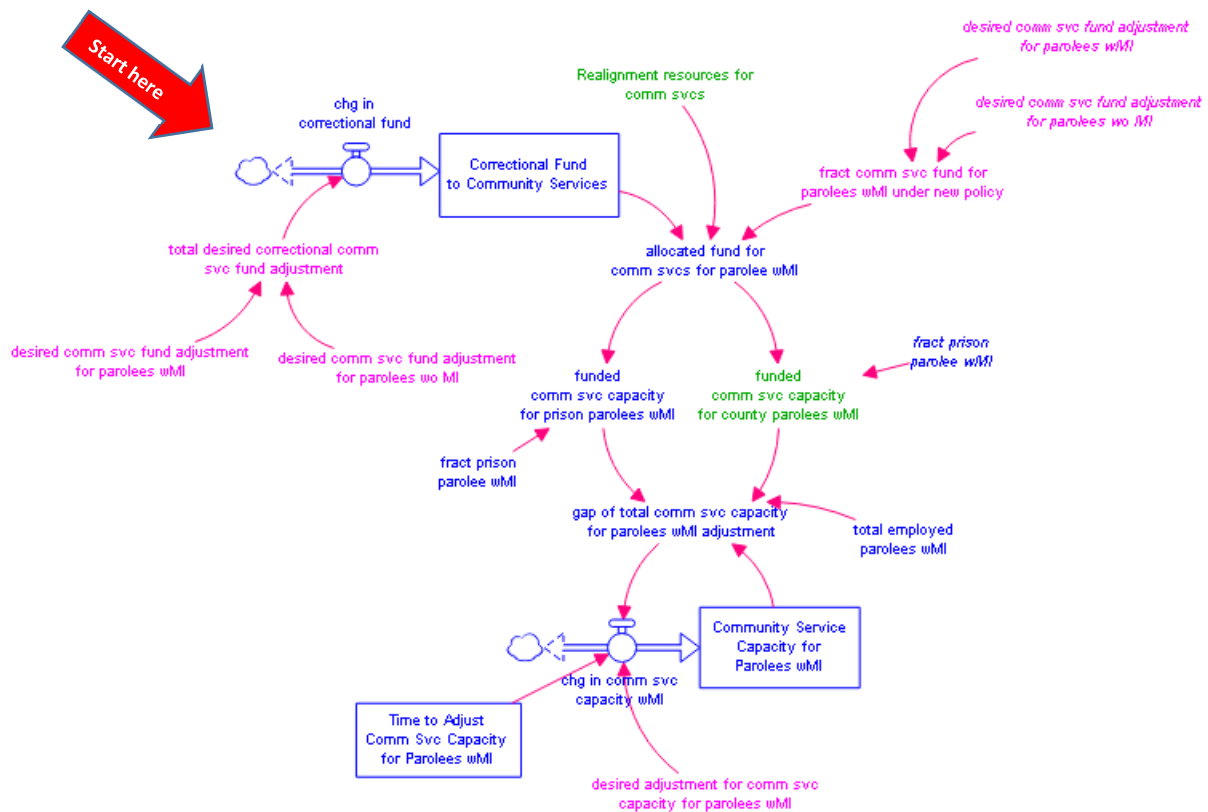 Start here
desired comm svc fund adjustment
for parolees wMI
Realignment resources for
comm svcs
chg in
correctional fund
desired comm svc fund adjustment
for parolees wo MI
Correctional Fund
to Community Services
fract comm svc fund for
parolees wMI under new policy
total desired correctional comm
svc fund adjustment
allocated fund for
comm svcs for parolee wMI
desired comm svc fund adjustment
for parolees wMI
desired comm svc fund adjustment
for parolees wo MI
fract prison
parolee wMI
funded
comm svc capacity
for prison parolees wMI
funded
comm svc capacity
for county parolees wMI
fract prison
parolee wMI
gap of total comm svc capacity
for parolees wMI adjustment
total employed
parolees wMI
Community Service
Capacity for
Parolees wMI
chg in comm svc
capacity wMI
Time to Adjust
Comm Svc Capacity
for Parolees wMI
desired adjustment for comm svc
capacity for parolees wMI